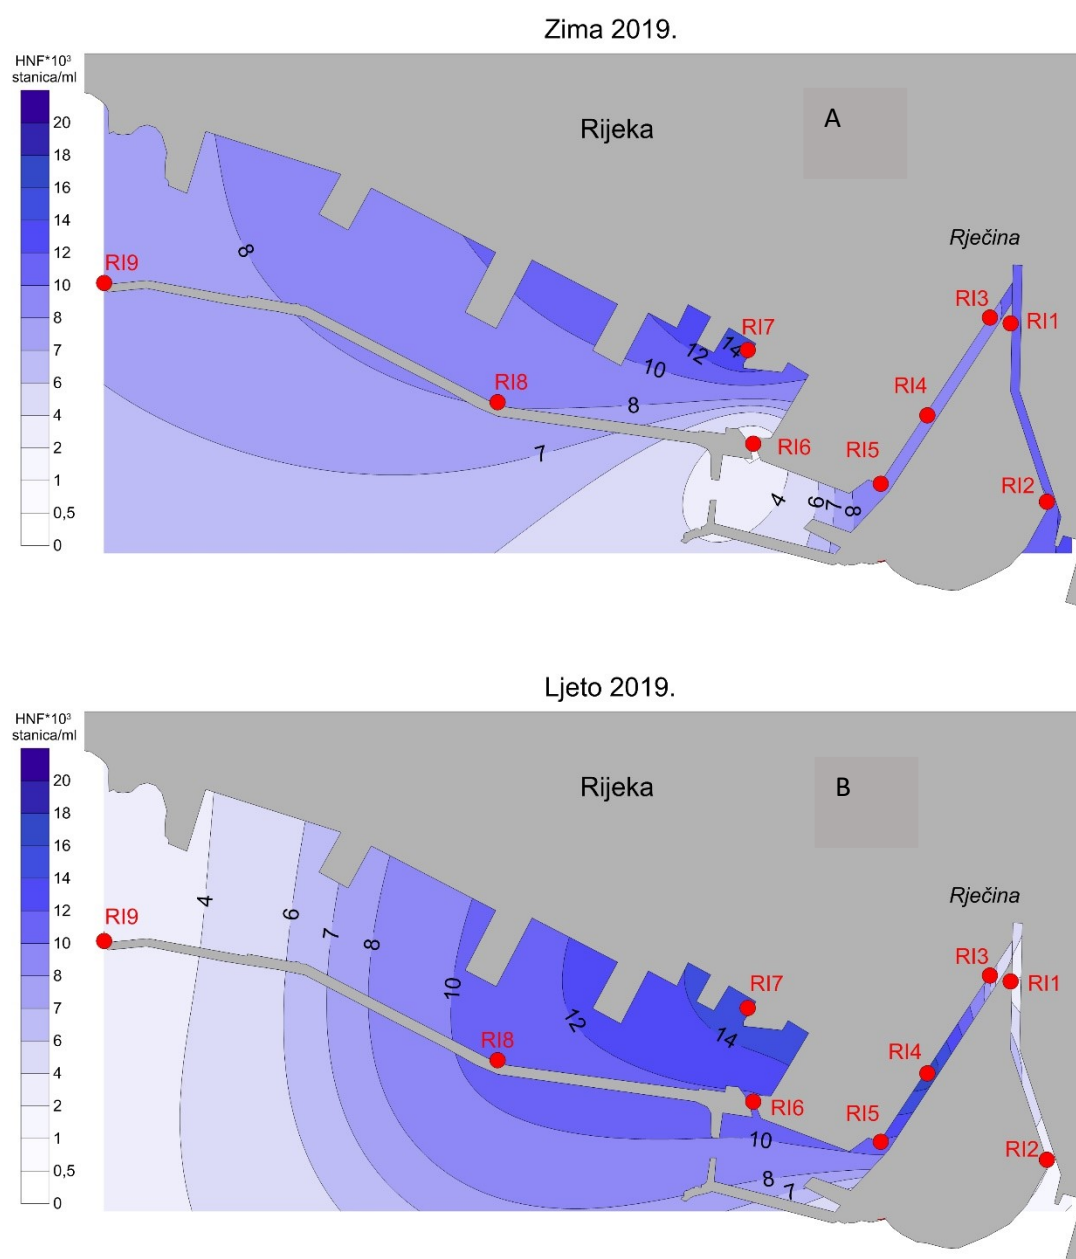 Zima 2019.
HNF*10³
stanica/ml
20
18
16
14
12
10
8
7
6
4
2
1
0,5
0
Rijeka
A
Rječina
RI9
8
RI3
RI1
RI7
14
12
10
RI8
8
RI4
7
RI6
RI5
4
6
7
8
RI2
Ljeto 2019.
HNF*10³
stanica/ml
20
18
16
14
12
10
8
7
6
4
2
1
0,5
0
Rijeka
B
Rječina
RI9
4
6
7
8
10
12
14
RI7
RI3
RI1
RI8
RI4
RI6
RI5
10
8
7
RI2